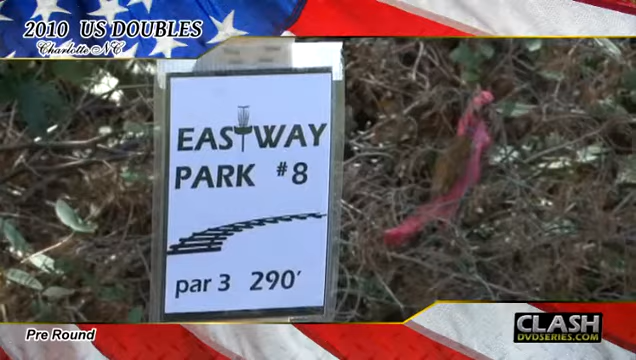 2010 US DOUBLES
Charlotte NC
EASTWAY
PARK #8
par 3 290'
Pre Round
CLASH
DVDSERIES.COM